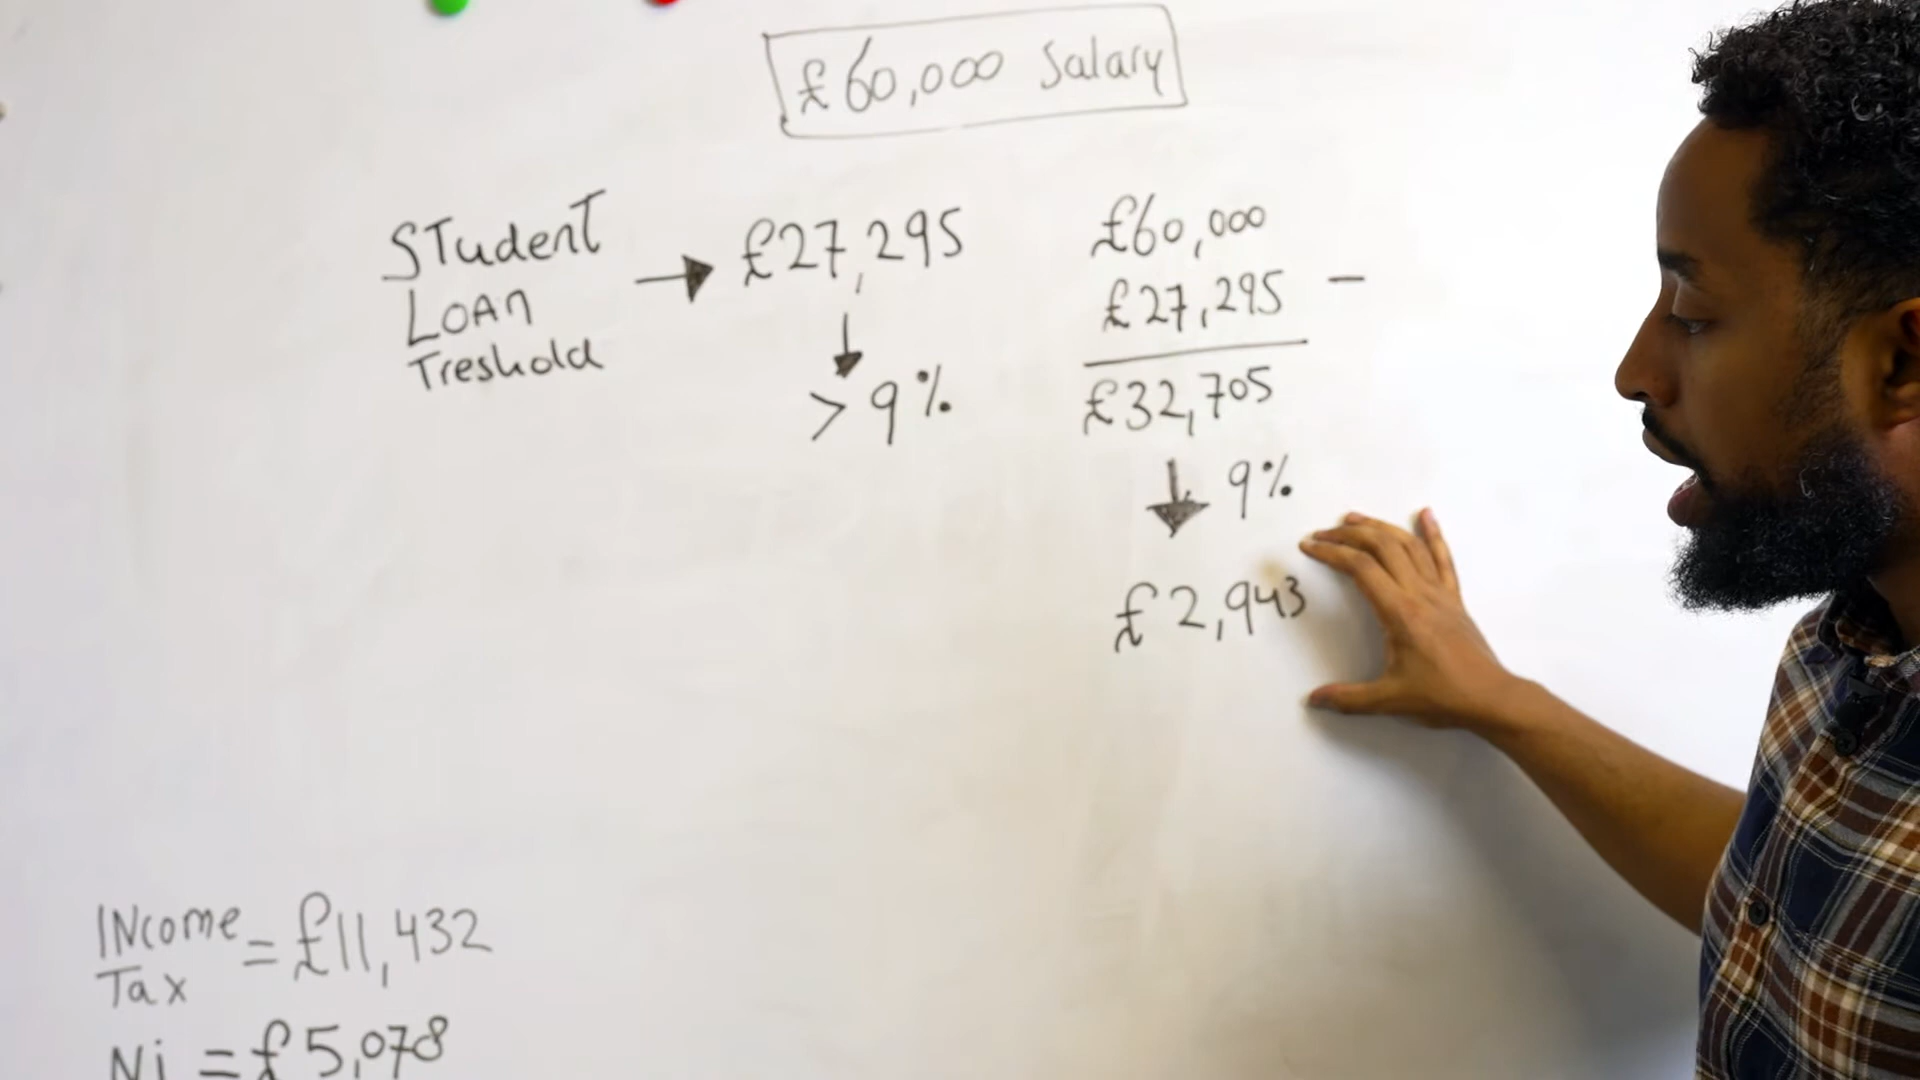 £60,000 Salary
STudenT
LOAn
Treshold
→ £27,295
↓
> 9%
£60,000
£27,295 –
£32,705
↓ 9%
£2,943
INcome
Tax = £11,432
Ni = £5,078